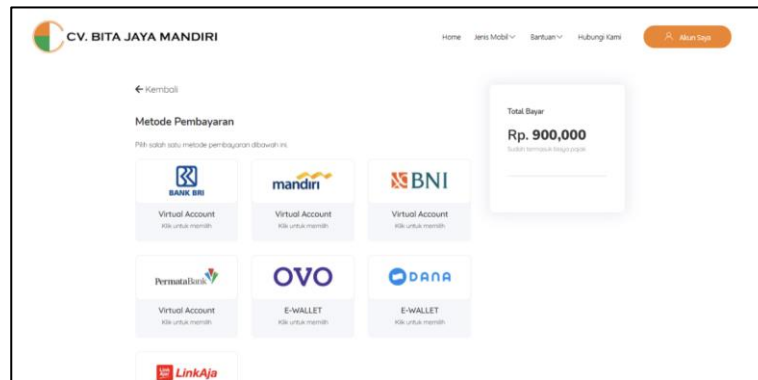 CV. BITA JAYA MANDIRI
Home Jenis Mobil Bantuan Hubungi Kami Akun Saya
Kembali
Metode Pembayaran
Pilih salah satu metode pembayaran dibawah ini.
Total Bayar
Rp. 900,000
Sudah termasuk biaya pajak
BANK BRI
Virtual Account
Klik untuk memilih
mandiri
Virtual Account
Klik untuk memilih
BNI
Virtual Account
Klik untuk memilih
PermataBank
Virtual Account
Klik untuk memilih
OVO
E-WALLET
Klik untuk memilih
DANA
E-WALLET
Klik untuk memilih
LinkAja